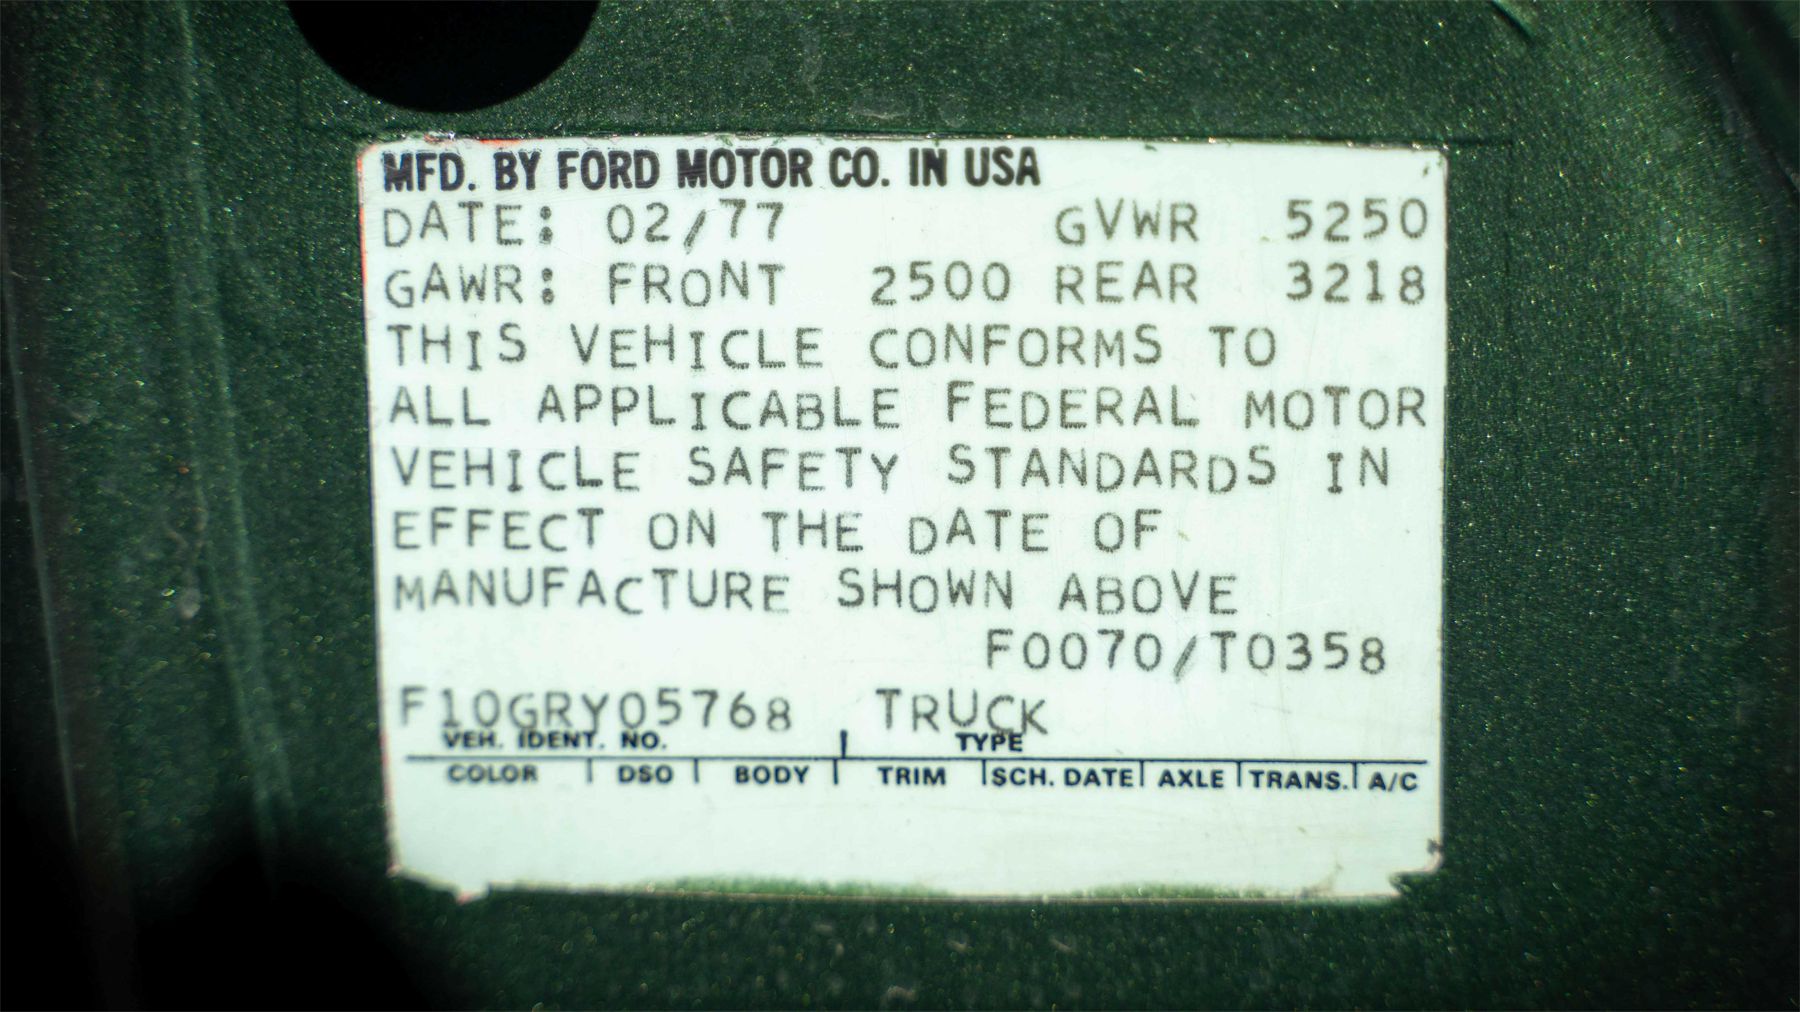 MFD. BY FORD MOTOR CO. IN USA
DATE: 02/77 GVWR 5250
GAWR: FRONT 2500 REAR 3218
THIS VEHICLE CONFORMS TO
ALL APPLICABLE FEDERAL MOTOR
VEHICLE SAFETY STANDARDS IN
EFFECT ON THE DATE OF
MANUFACTURE SHOWN ABOVE
F0070/T0358
F10GRY05768 TRUCK
VEH. IDENT. NO. TYPE
COLOR DSO BODY TRIM SCH. DATE AXLE TRANS. A/C